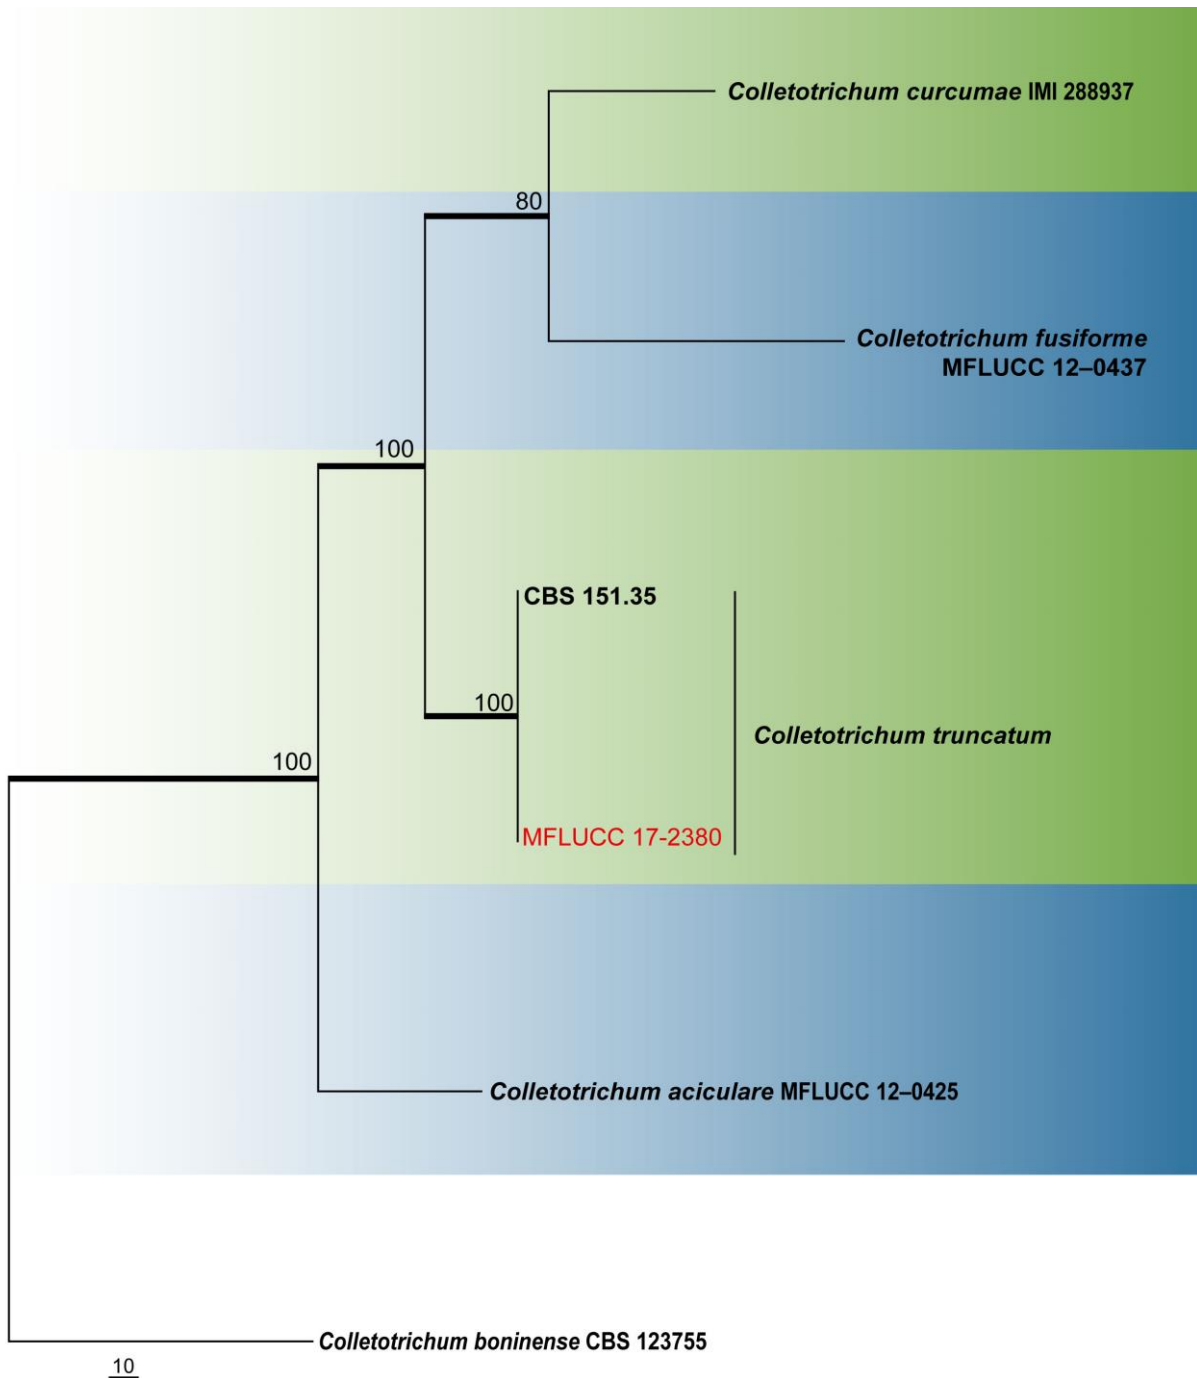 Colletotrichum curcumae IMI 288937
80
Colletotrichum fusiforme
MFLUCC 12–0437
100
CBS 151.35
100
Colletotrichum truncatum
100
MFLUCC 17-2380
Colletotrichum aciculare MFLUCC 12–0425
Colletotrichum boninense CBS 123755
10